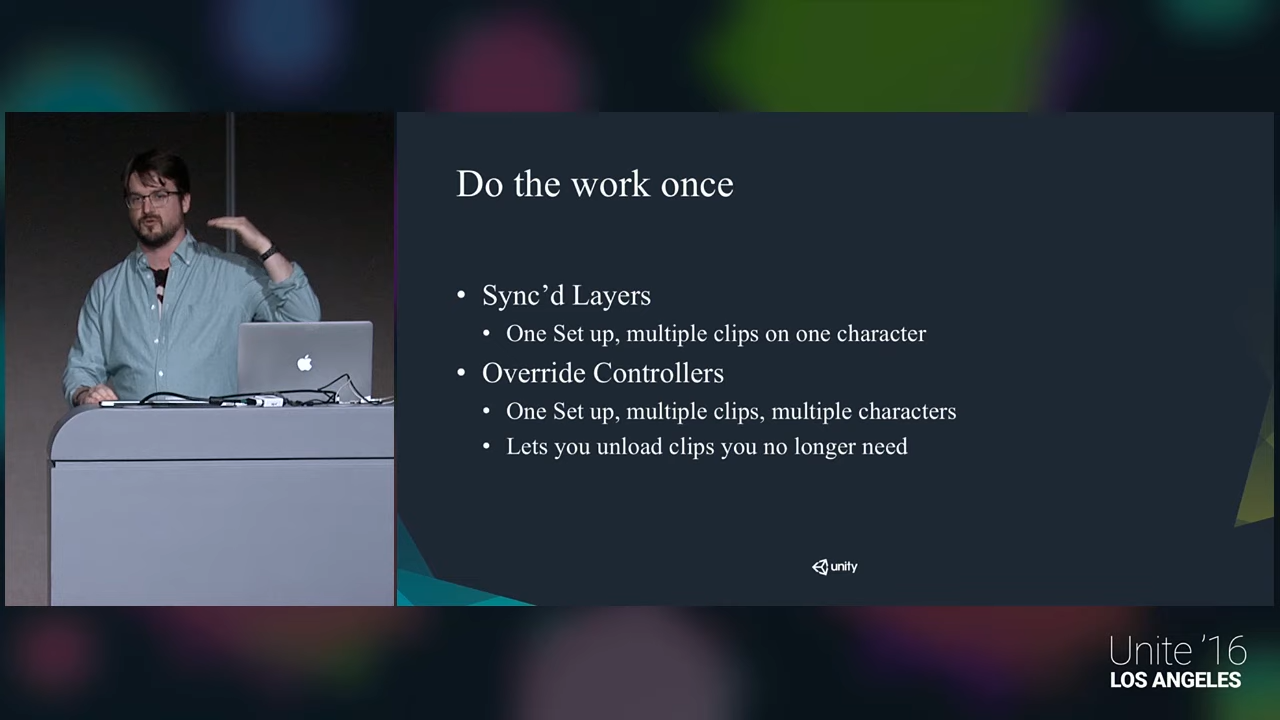 Do the work once
• Sync’d Layers
• One Set up, multiple clips on one character
• Override Controllers
• One Set up, multiple clips, multiple characters
• Lets you unload clips you no longer need
unity
Unite ’16
LOS ANGELES